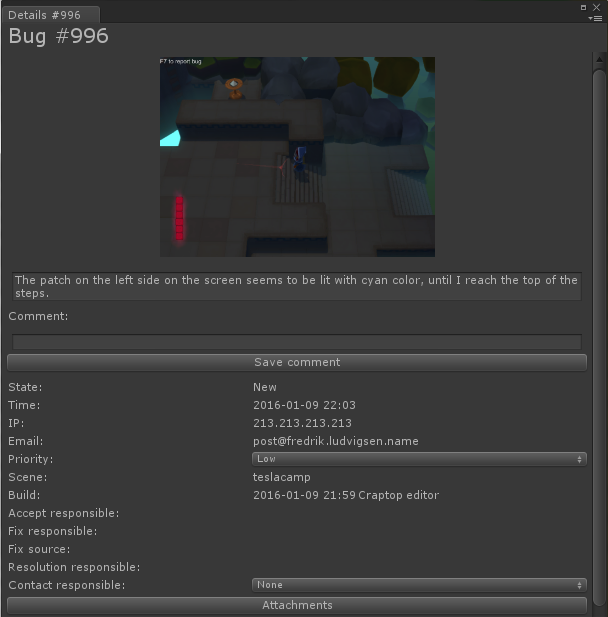 Details #996
Bug #996
F7 to report bug
The patch on the left side on the screen seems to be lit with cyan color, until I reach the top of the
steps.
Comment:
Save comment
State: New
Time: 2016-01-09 22:03
IP: 213.213.213.213
Email: post@fredrik.ludvigsen.name
Priority: Low
Scene: teslacamp
Build: 2016-01-09 21:59 Craptop editor
Accept responsible:
Fix responsible:
Fix source:
Resolution responsible:
Contact responsible: None
Attachments